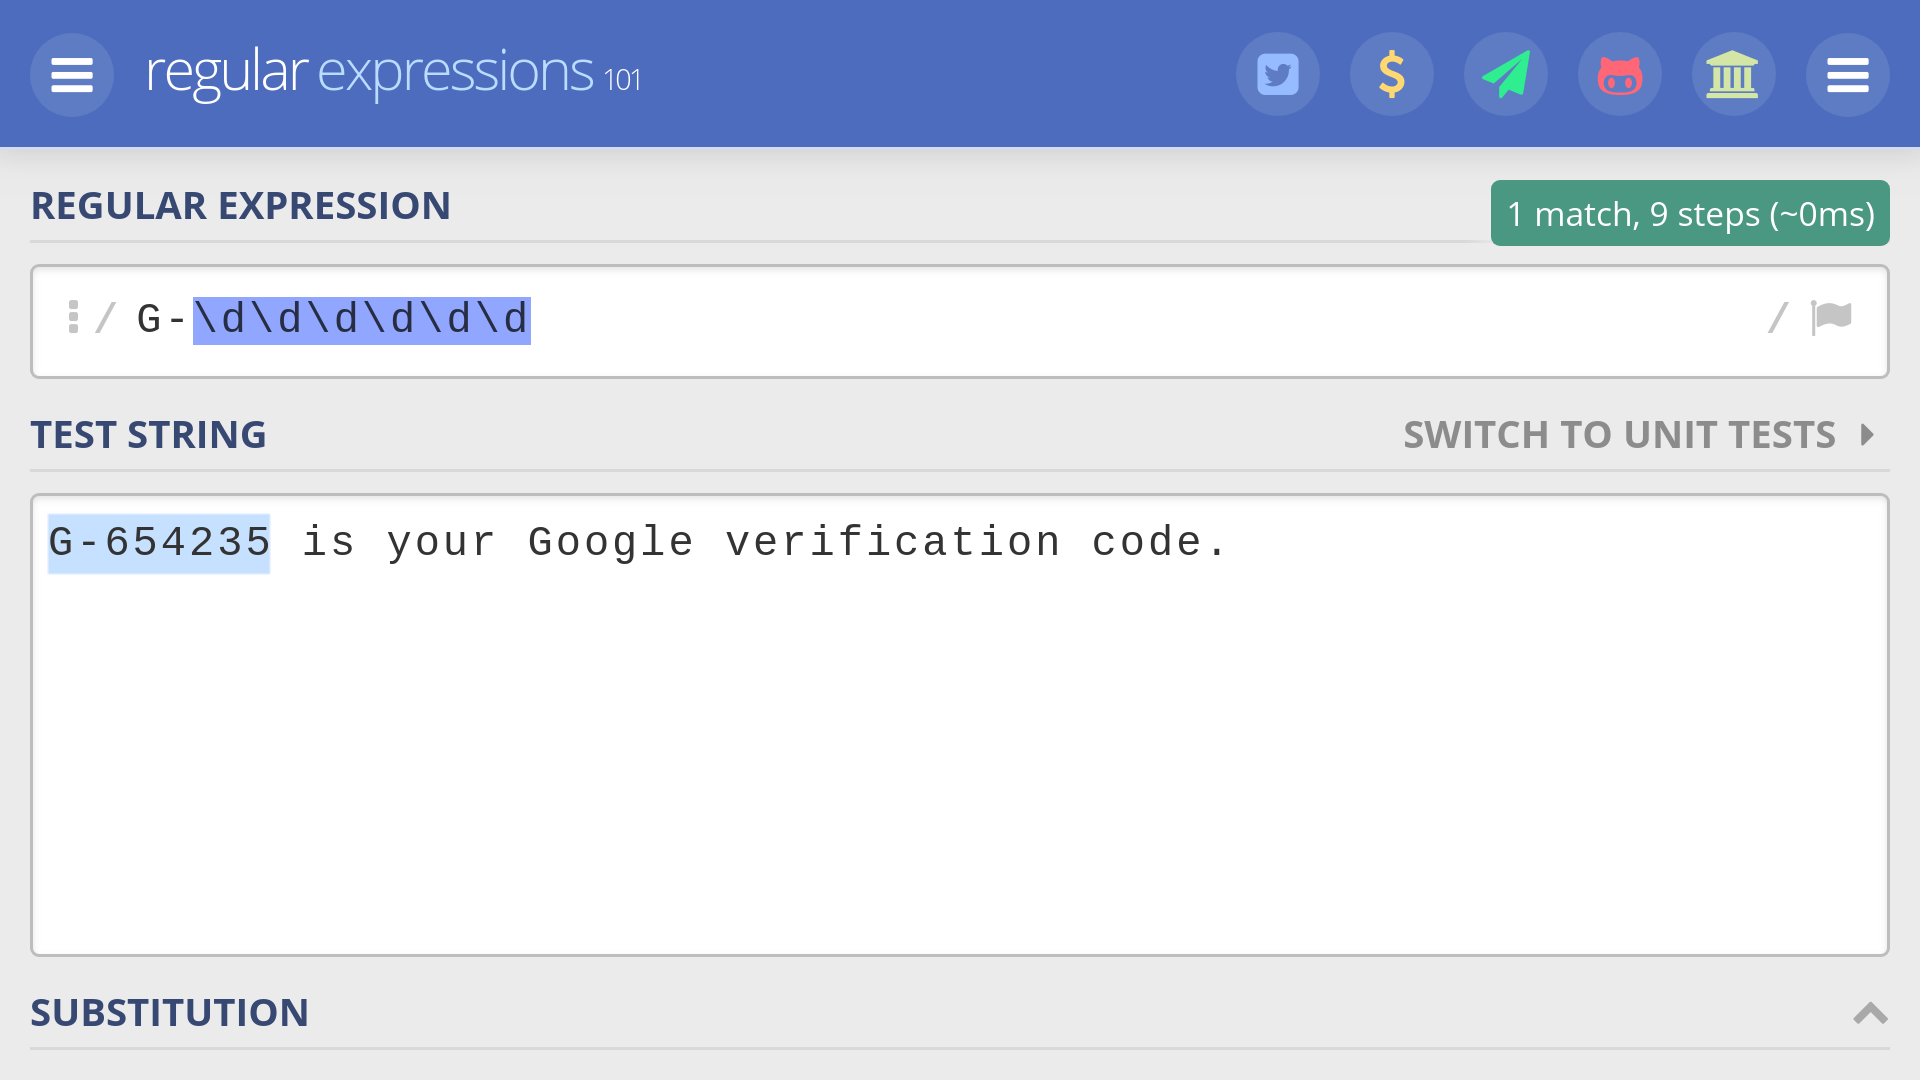 regular expressions 101
REGULAR EXPRESSION
1 match, 9 steps (~0ms)
/ G-\d\d\d\d\d\d /
TEST STRING
SWITCH TO UNIT TESTS
G-654235 is your Google verification code.
SUBSTITUTION